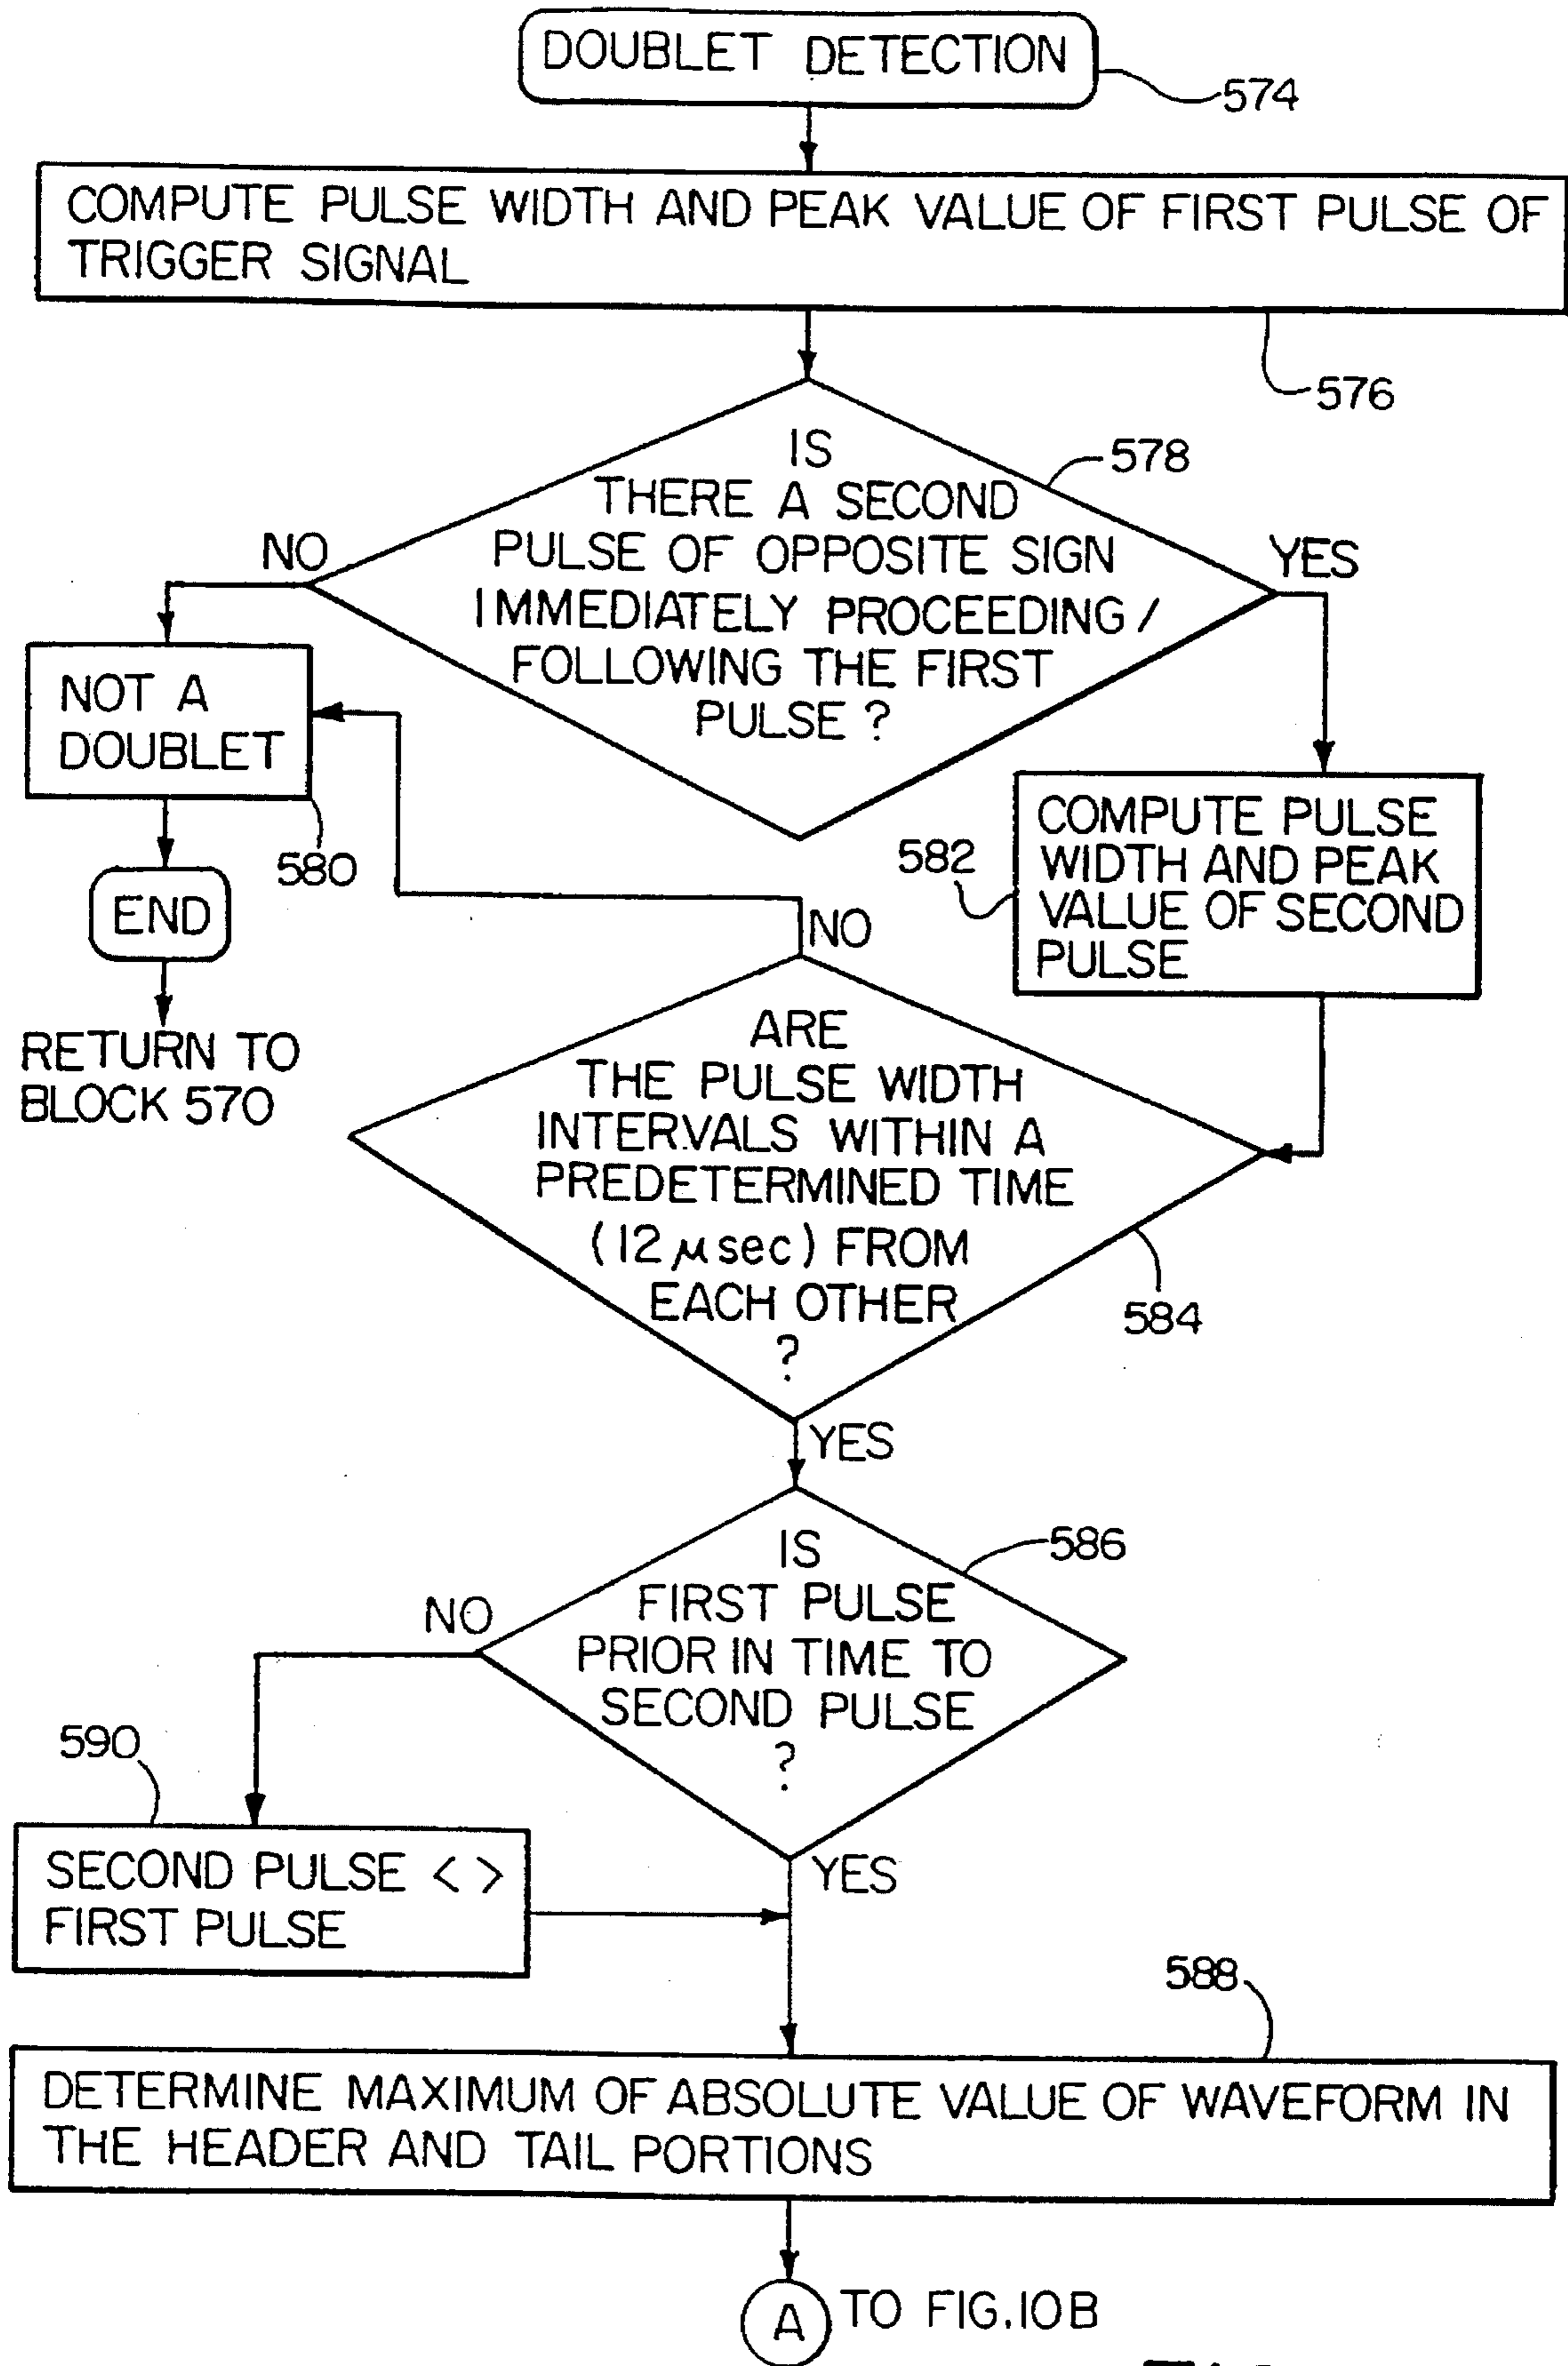 DOUBLET DETECTION
574
COMPUTE PULSE WIDTH AND PEAK VALUE OF FIRST PULSE OF
TRIGGER SIGNAL
576
IS
THERE A SECOND
PULSE OF OPPOSITE SIGN
IMMEDIATELY PROCEEDING/
FOLLOWING THE FIRST
PULSE ?
578
NO
YES
NOT A
DOUBLET
580
END
RETURN TO
BLOCK 570
COMPUTE PULSE
WIDTH AND PEAK
VALUE OF SECOND
PULSE
582
NO
ARE
THE PULSE WIDTH
INTERVALS WITHIN A
PREDETERMINED TIME
(12 μsec) FROM
EACH OTHER
?
584
YES
IS
FIRST PULSE
PRIOR IN TIME TO
SECOND PULSE
?
586
NO
590
SECOND PULSE < >
FIRST PULSE
YES
588
DETERMINE MAXIMUM OF ABSOLUTE VALUE OF WAVEFORM IN
THE HEADER AND TAIL PORTIONS
A TO FIG.10B